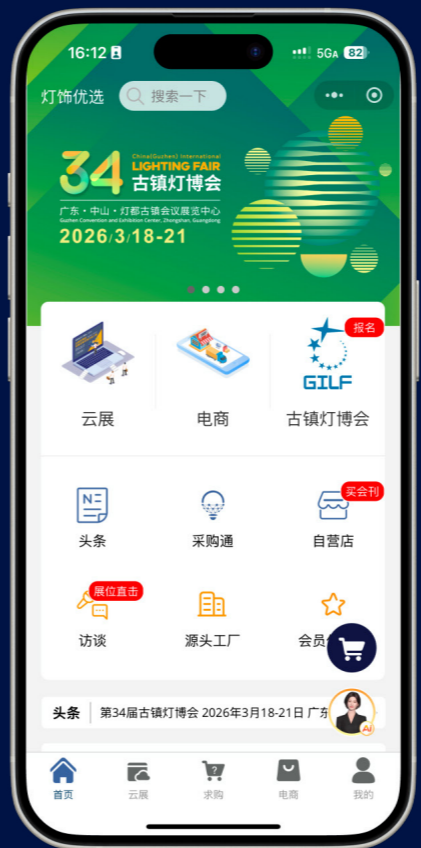 16:12
5GA 82
灯饰优选
搜索一下
34
China(Guzhen) International
LIGHTING FAIR
古镇灯博会
广东·中山·灯都古镇会议展览中心
Guzhen Convention and Exhibition Center, Zhongshan, Guangdong
2026/3/18-21
报名
GILF
云展
电商
古镇灯博会
买会刊
头条
采购通
自营店
展位直击
访谈
源头工厂
头条
第34届古镇灯博会 2026年3月18-21日 广东
AI
首页
云展
求购
电商
我的